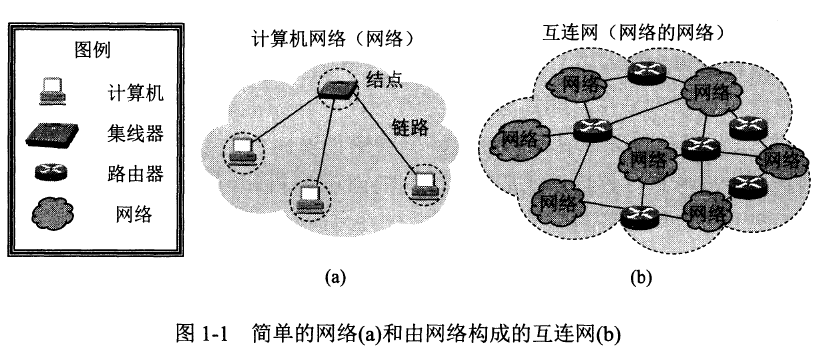 图例
计算机
集线器
路由器
网络
计算机网络（网络）
结点
链路
(a)
互连网（网络的网络）
网络
网络
网络
网络
网络
网络
网络
(b)
图 1-1 简单的网络(a)和由网络构成的互连网(b)